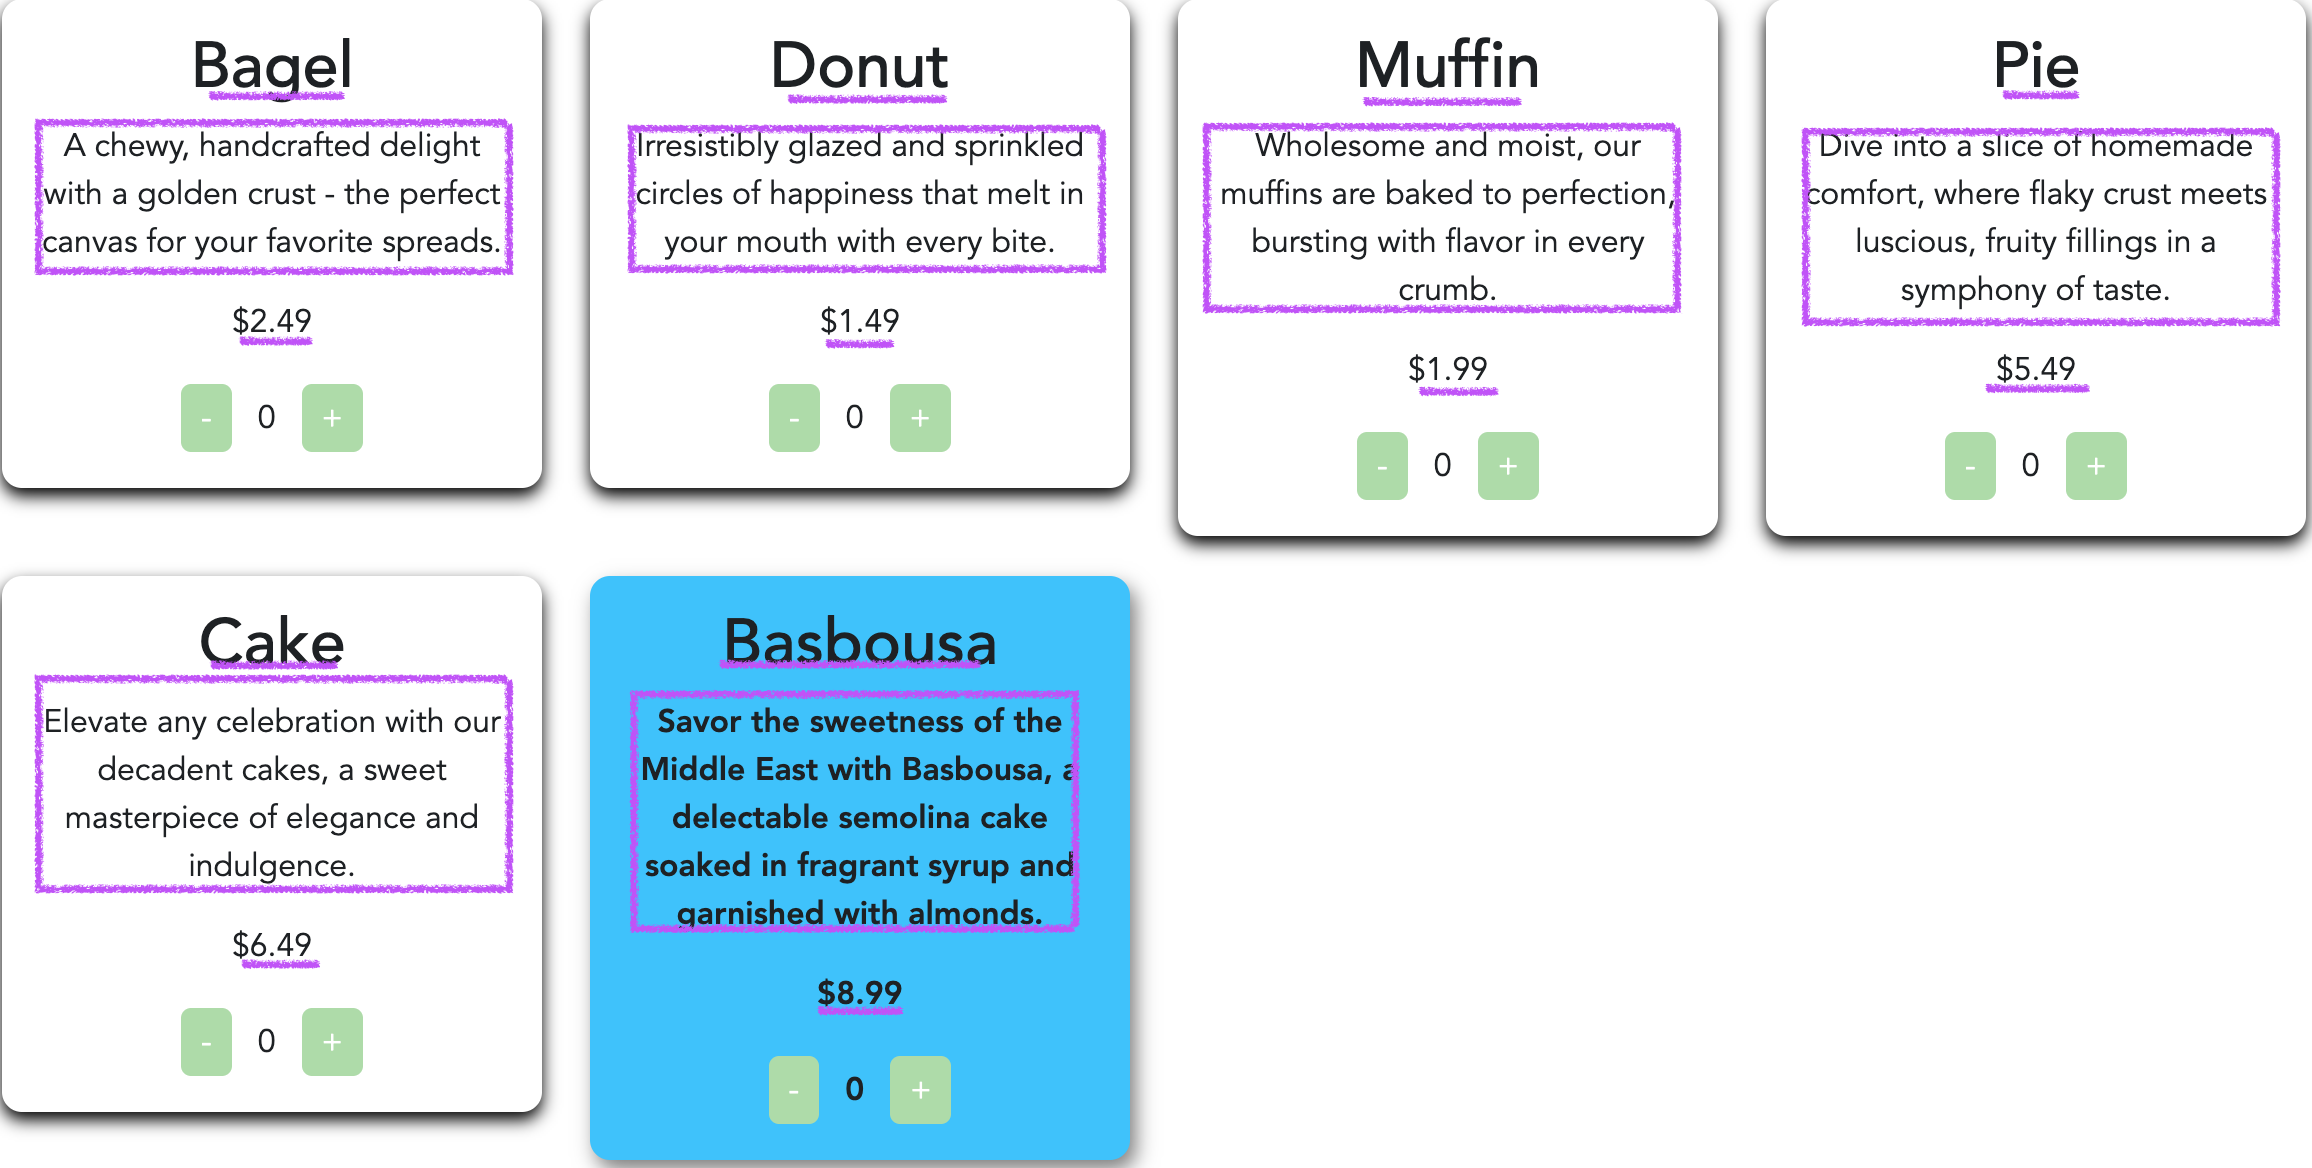 Bagel
A chewy, handcrafted delight
with a golden crust - the perfect
canvas for your favorite spreads.
$2.49
- 0 +
Donut
Irresistibly glazed and sprinkled
circles of happiness that melt in
your mouth with every bite.
$1.49
- 0 +
Muffin
Wholesome and moist, our
muffins are baked to perfection,
bursting with flavor in every
crumb.
$1.99
- 0 +
Pie
Dive into a slice of homemade
comfort, where flaky crust meets
luscious, fruity fillings in a
symphony of taste.
$5.49
- 0 +
Cake
Elevate any celebration with our
decadent cakes, a sweet
masterpiece of elegance and
indulgence.
$6.49
- 0 +
Basbousa
Savor the sweetness of the
Middle East with Basbousa, a
delectable semolina cake
soaked in fragrant syrup and
garnished with almonds.
$8.99
- 0 +